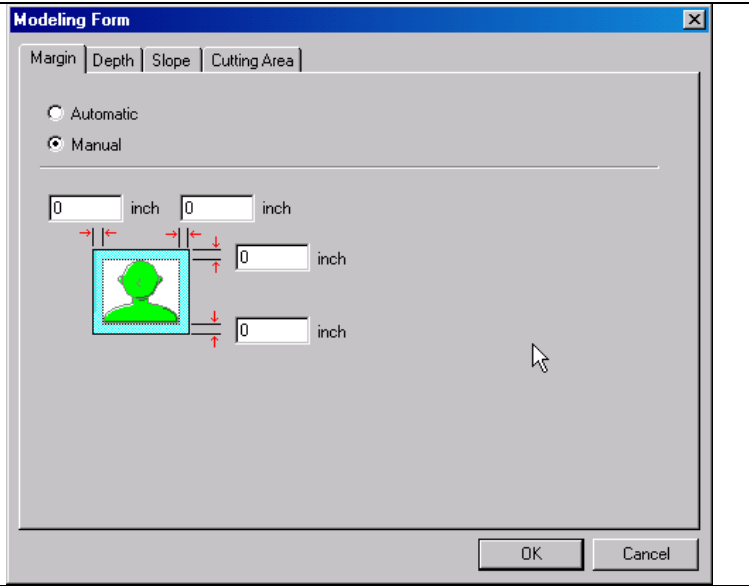 Modeling Form
Margin Depth Slope Cutting Area
Automatic
Manual
0 inch 0 inch
0 inch
0 inch
OK Cancel